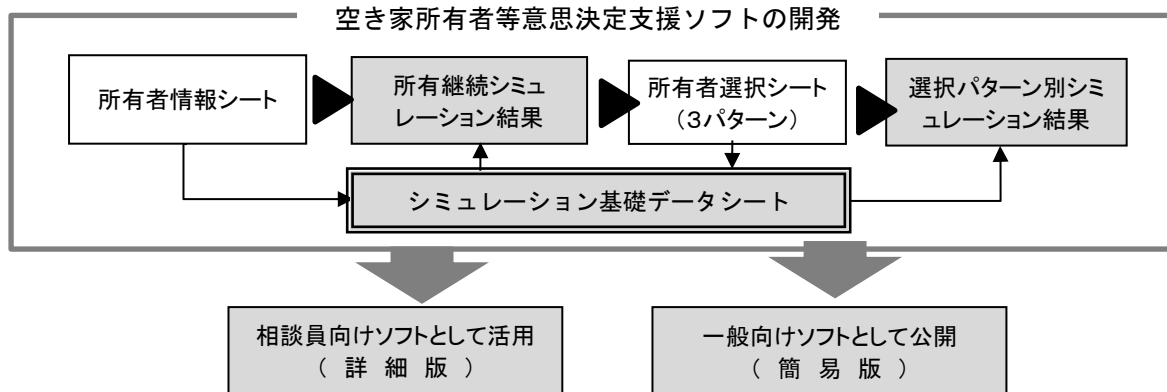 空き家所有者等意思決定支援ソフトの開発
所有者情報シート
所有継続シミュ
レーション結果
所有者選択シート
（３パターン）
選択パターン別シミ
ュレーション結果
シミュレーション基礎データシート
相談員向けソフトとして活用
（ 詳 細 版 ）
一般向けソフトとして公開
（ 簡 易 版 ）